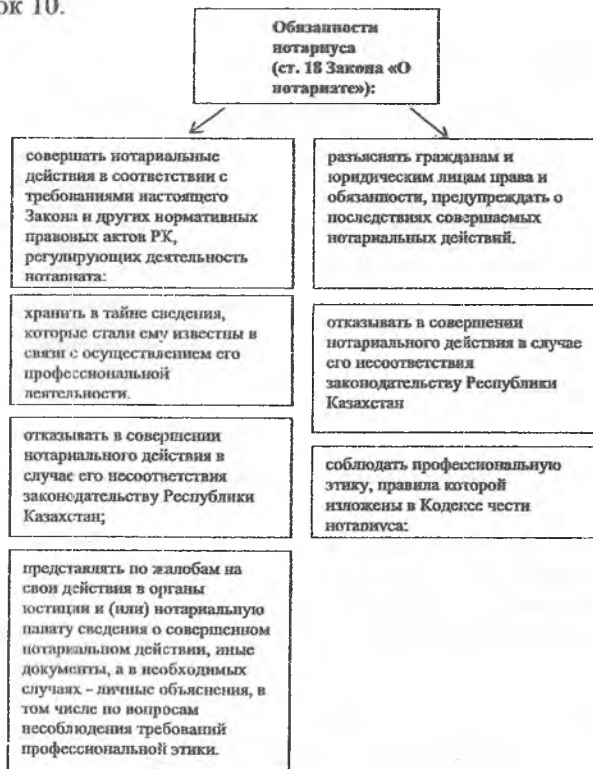 ок 10.
Обязанности
нотариуса
(ст. 18 Закона «О
нотариате»):
совершать нотариальные
действия в соответствии с
требованиями настоящего
Закона и других нормативных
правовых актов РК,
регулирующих деятельность
нотариата;
разъяснять гражданам и
юридическим лицам права и
обязанности, предупреждать о
последствиях совершаемых
нотариальных действий.
хранить в тайне сведения,
которые стали ему известны в
связи с осуществлением его
профессиональной
деятельности.
отказывать в совершении
нотариального действия в случае
его несоответствия
законодательству Республики
Казахстан
отказывать в совершении
нотариального действия в
случае его несоответствия
законодательству Республики
Казахстан;
соблюдать профессиональную
этику, правила которой
изложены в Кодексе чести
нотариуса;
представлять по жалобам на
свои действия в органы
юстиции и (или) нотариальную
палату сведения о совершенном
нотариальном действии, иные
документы, а в необходимых
случаях – личные объяснения, в
том числе по вопросам
несоблюдения требований
профессиональной этики.